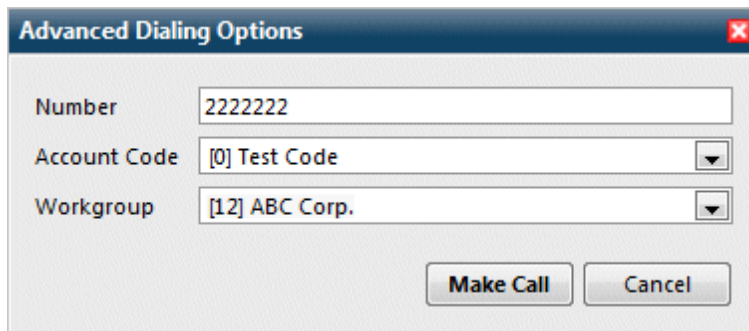 Advanced Dialing Options
Number 2222222
Account Code [0] Test Code
Workgroup [12] ABC Corp.
Make Call Cancel